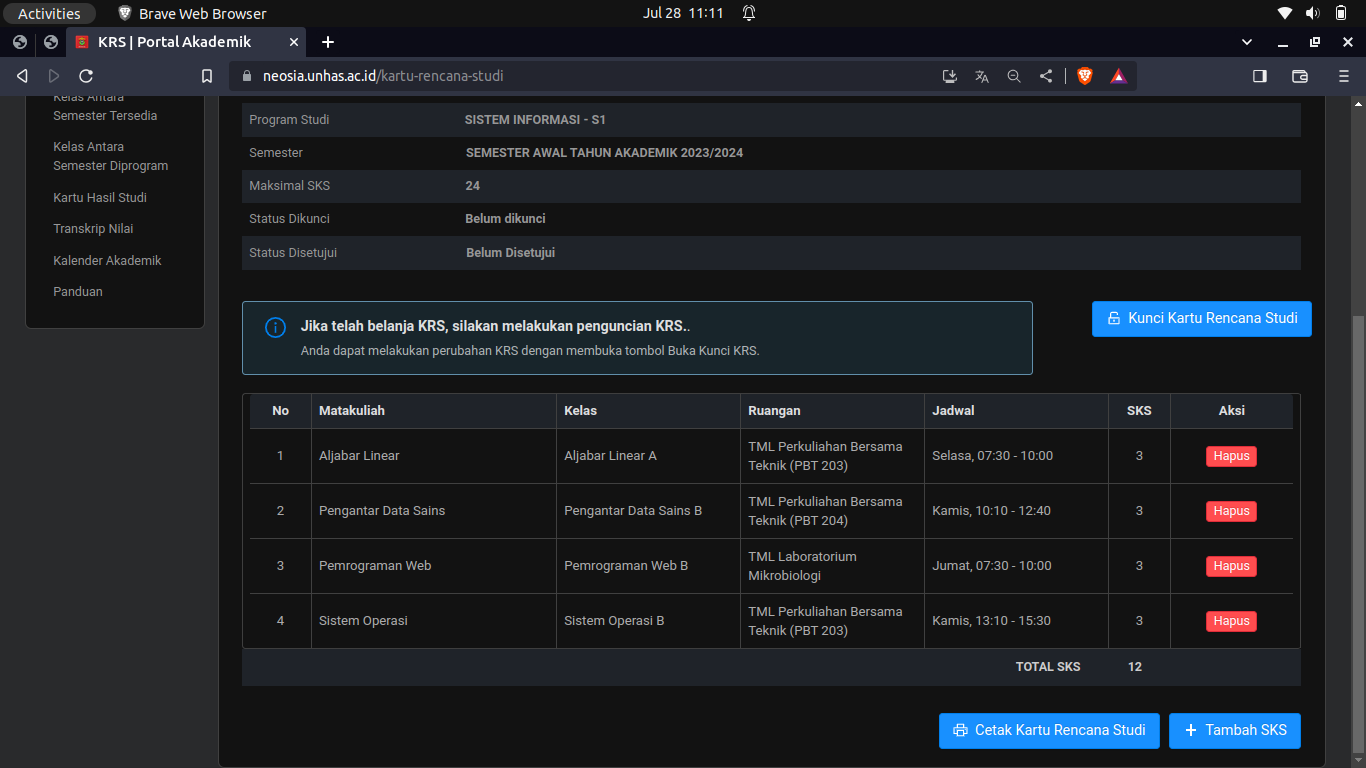 Activities
Brave Web Browser
Jul 28 11:11
KRS | Portal Akademik
neosia.unhas.ac.id/kartu-rencana-studi
Kelas Antara
Semester Tersedia
Kelas Antara
Semester Diprogram
Kartu Hasil Studi
Transkrip Nilai
Kalender Akademik
Panduan
Program Studi SISTEM INFORMASI - S1
Semester SEMESTER AWAL TAHUN AKADEMIK 2023/2024
Maksimal SKS 24
Status Dikunci Belum dikunci
Status Disetujui Belum Disetujui
Jika telah belanja KRS, silakan melakukan penguncian KRS..
Anda dapat melakukan perubahan KRS dengan membuka tombol Buka Kunci KRS.
Kunci Kartu Rencana Studi
No Matakuliah Kelas Ruangan Jadwal SKS Aksi
1 Aljabar Linear Aljabar Linear A TML Perkuliahan Bersama Teknik (PBT 203) Selasa, 07:30 - 10:00 3 Hapus
2 Pengantar Data Sains Pengantar Data Sains B TML Perkuliahan Bersama Teknik (PBT 204) Kamis, 10:10 - 12:40 3 Hapus
3 Pemrograman Web Pemrograman Web B TML Laboratorium Mikrobiologi Jumat, 07:30 - 10:00 3 Hapus
4 Sistem Operasi Sistem Operasi B TML Perkuliahan Bersama Teknik (PBT 203) Kamis, 13:10 - 15:30 3 Hapus
TOTAL SKS 12
Cetak Kartu Rencana Studi
Tambah SKS